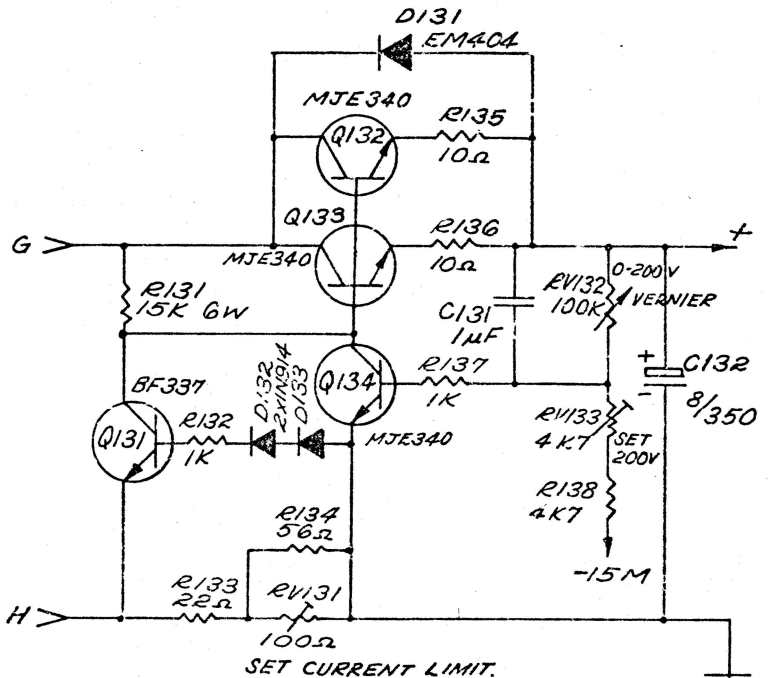 D131
EM404
MJE340
Q132
R135
10Ω
Q133
MJE340
R136
10Ω
G
+
R131
15K 6W
C131
1µF
RV132
100K
0-200V
VERNIER
+
-
C132
8/350
BF337
Q131
R132
1K
D132
2X1N914
D133
Q134
MJE340
R137
1K
RV133
4K7
SET
200V
R138
4K7
-15M
R134
56Ω
R133
22Ω
RV131
100Ω
H
SET CURRENT LIMIT.